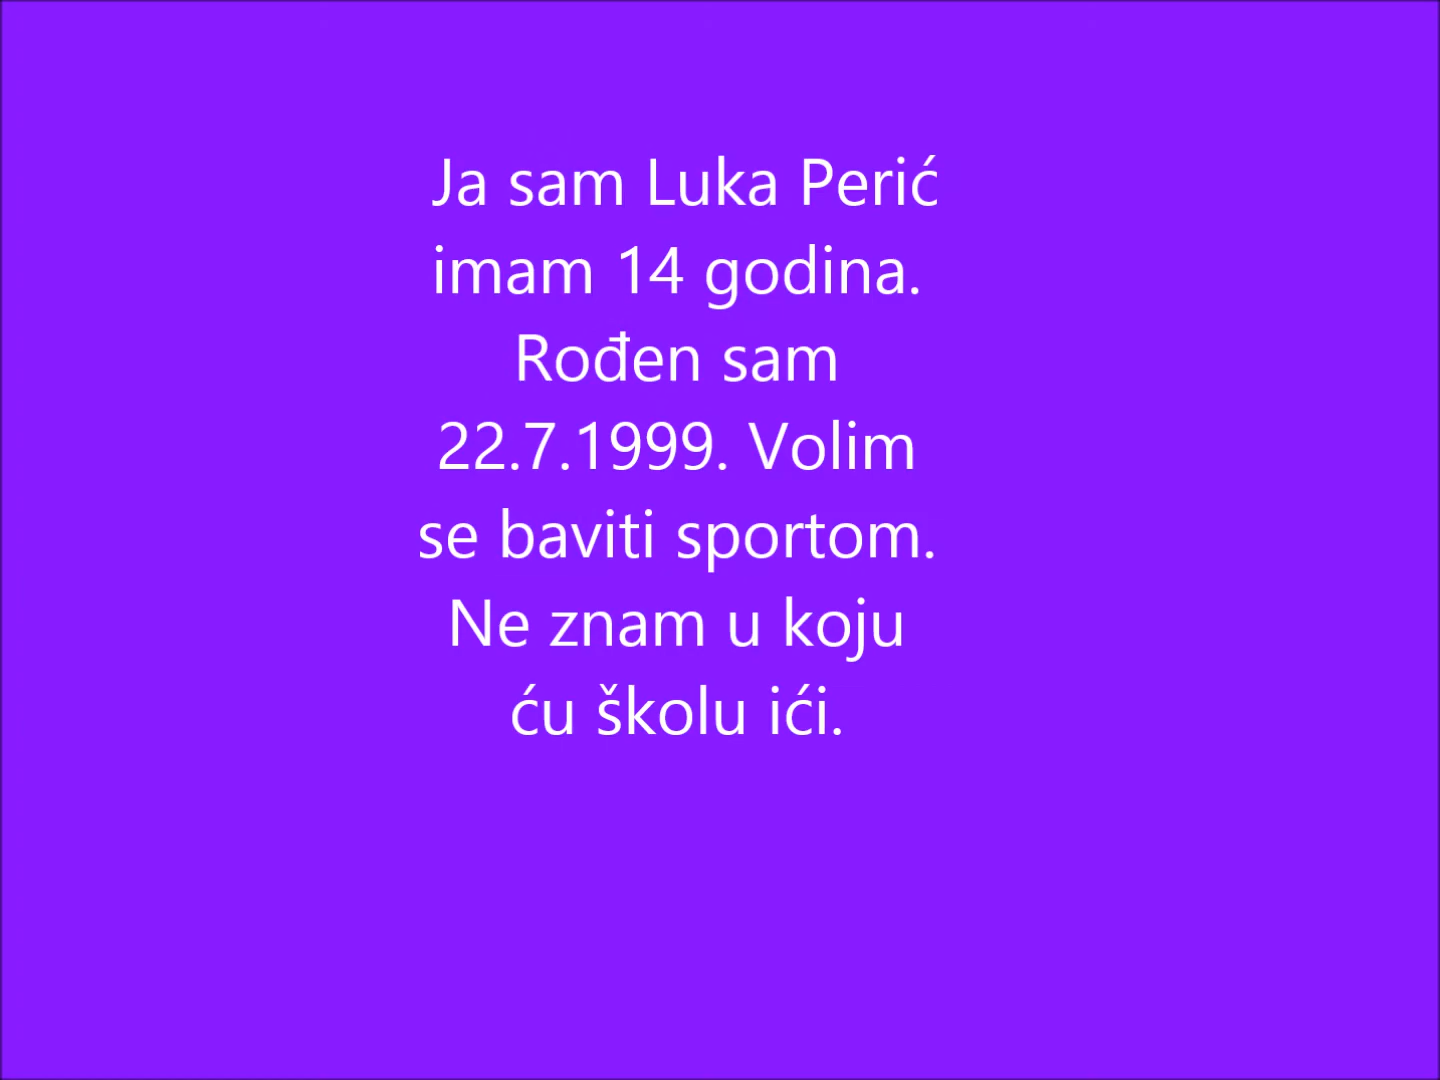 Ja sam Luka Perić
imam 14 godina.
Rođen sam
22.7.1999. Volim
se baviti sportom.
Ne znam u koju
ću školu ići.